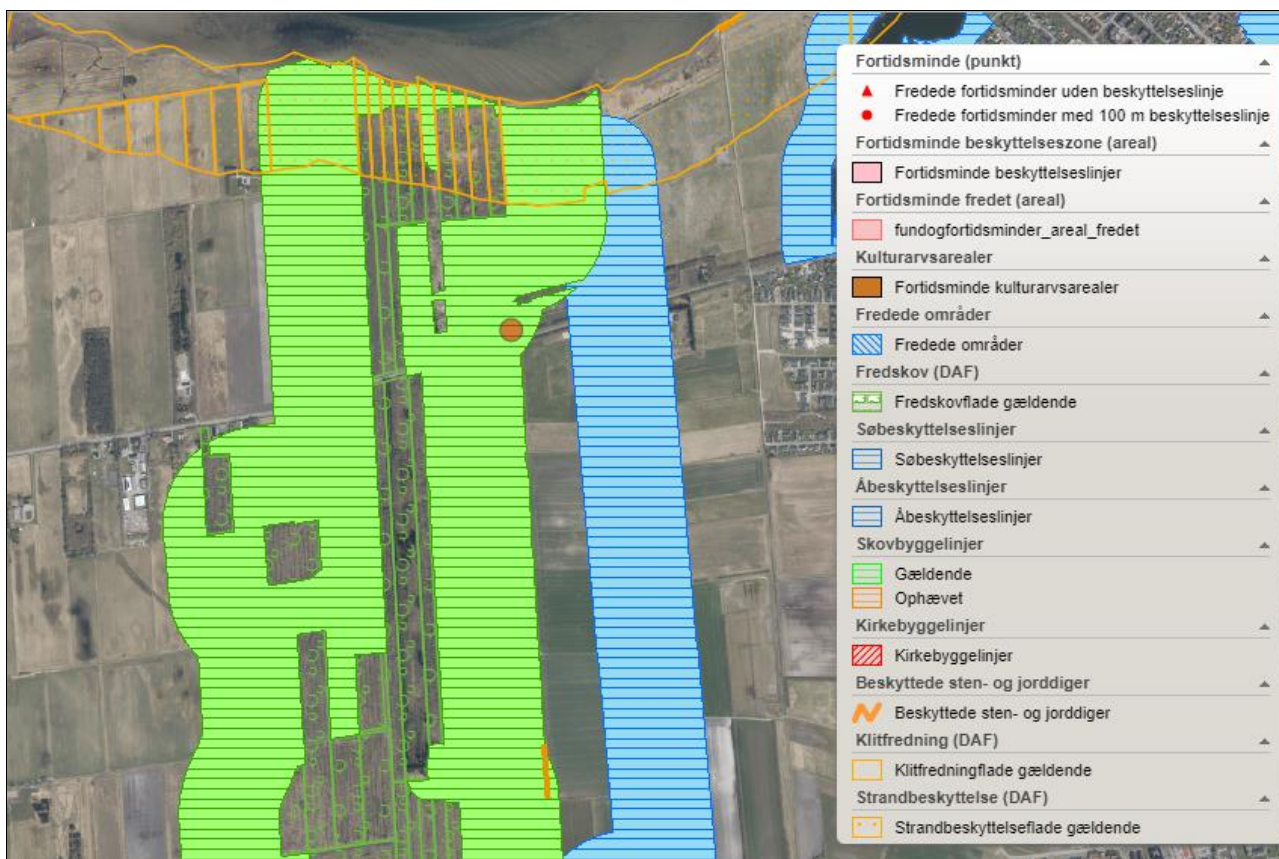 Fortidsminde (punkt)
Fredede fortidsminder uden beskyttelseslinje
Fredede fortidsminder med 100 m beskyttelseslinje
Fortidsminde beskyttelseszone (areal)
Fortidsminde beskyttelseslinjer
Fortidsminde fredet (areal)
fundogfortidsminder_areal_fredet
Kulturarvsarealer
Fortidsminde kulturarvsarealer
Fredede områder
Fredede områder
Fredskov (DAF)
Fredskovflade gældende
Søbeskyttelseslinjer
Søbeskyttelseslinjer
Åbeskyttelseslinjer
Åbeskyttelseslinjer
Skovbyggelinjer
Gældende
Ophævet
Kirkebyggelinjer
Kirkebyggelinjer
Beskyttede sten- og jorddiger
Beskyttede sten- og jorddiger
Klitfredning (DAF)
Klitfredningflade gældende
Strandbeskyttelse (DAF)
Strandbeskyttelseflade gældende